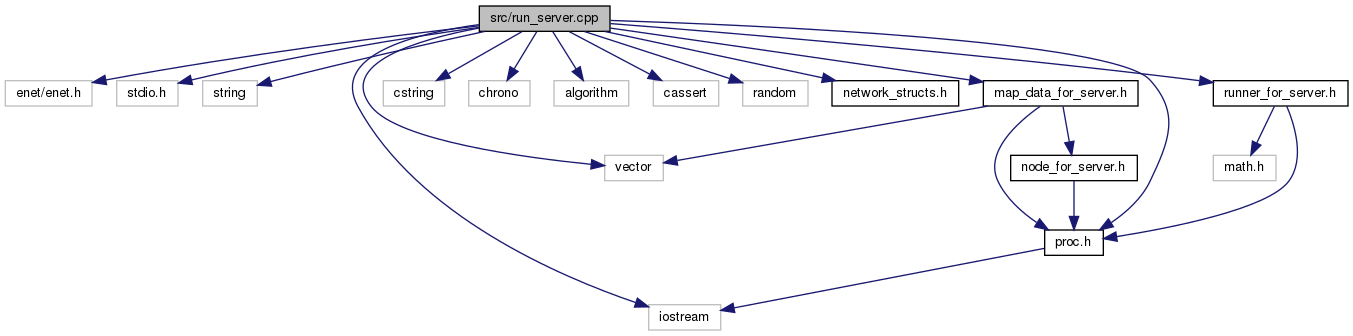 src/run_server.cpp
enet/enet.h
stdio.h
string
cstring
chrono
algorithm
cassert
random
network_structs.h
map_data_for_server.h
runner_for_server.h
vector
node_for_server.h
math.h
proc.h
iostream